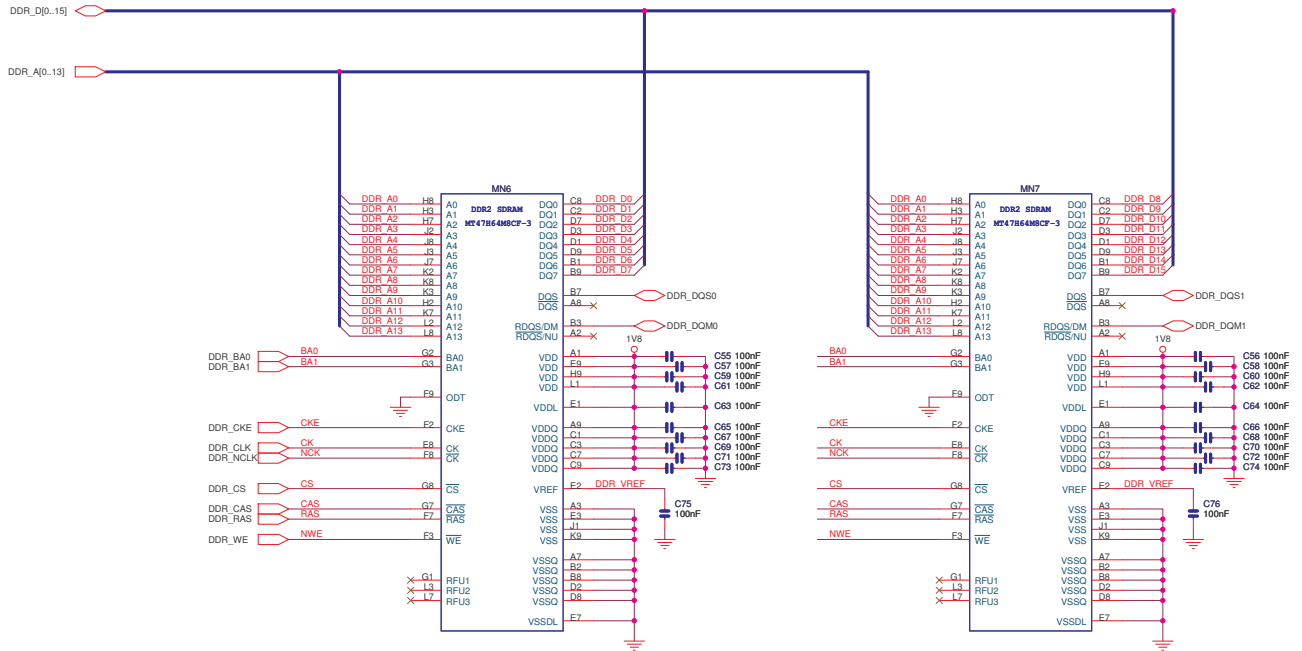 DDR_D[0..15]
DDR_A[0..13]
MN6
DDR2 SDRAM
MT47H64M8CF-3
DDR_A0 H8 A0
DDR_A1 H3 A1
DDR_A2 H7 A2
DDR_A3 J2 A3
DDR_A4 J8 A4
DDR_A5 J3 A5
DDR_A6 J7 A6
DDR_A7 K2 A7
DDR_A8 K8 A8
DDR_A9 K3 A9
DDR_A10 H2 A10
DDR_A11 K7 A11
DDR_A12 L2 A12
DDR_A13 L8 A13
DDR_BA0 BA0 G2 BA0
DDR_BA1 BA1 G3 BA1
F9 ODT
DDR_CKE CKE F2 CKE
DDR_CLK CK E8 CK
DDR_NCLK NCK F8 CK
DDR_CS CS G8 CS
DDR_CAS CAS G7 CAS
DDR_RAS RAS F7 RAS
DDR_WE NWE F3 WE
G1 RFU1
L3 RFU2
L7 RFU3
DQ0 C8 DDR_D0
DQ1 C2 DDR_D1
DQ2 D7 DDR_D2
DQ3 D3 DDR_D3
DQ4 D1 DDR_D4
DQ5 D9 DDR_D5
DQ6 B1 DDR_D6
DQ7 B9 DDR_D7
DQS B7 DDR_DQS0
DQS A8
RDQS/DM B3 DDR_DQM0
RDQS/NU A2
1V8
VDD A1 C55 100nF
VDD E9 C57 100nF
VDD H9 C59 100nF
VDD L1 C61 100nF
VDDL E1 C63 100nF
VDDQ A9 C65 100nF
VDDQ C1 C67 100nF
VDDQ C3 C69 100nF
VDDQ C7 C71 100nF
VDDQ C9 C73 100nF
VREF E2 DDR_VREF
C75
100nF
VSS A3
VSS E3
VSS J1
VSS K9
VSSQ A7
VSSQ B2
VSSQ B8
VSSQ D2
VSSQ D8
VSSDL E7
MN7
DDR2 SDRAM
MT47H64M8CF-3
DDR_A0 H8 A0
DDR_A1 H3 A1
DDR_A2 H7 A2
DDR_A3 J2 A3
DDR_A4 J8 A4
DDR_A5 J3 A5
DDR_A6 J7 A6
DDR_A7 K2 A7
DDR_A8 K8 A8
DDR_A9 K3 A9
DDR_A10 H2 A10
DDR_A11 K7 A11
DDR_A12 L2 A12
DDR_A13 L8 A13
BA0 G2 BA0
BA1 G3 BA1
F9 ODT
CKE F2 CKE
CK E8 CK
NCK F8 CK
CS G8 CS
CAS G7 CAS
RAS F7 RAS
NWE F3 WE
G1 RFU1
L3 RFU2
L7 RFU3
DQ0 C8 DDR_D8
DQ1 C2 DDR_D9
DQ2 D7 DDR_D10
DQ3 D3 DDR_D11
DQ4 D1 DDR_D12
DQ5 D9 DDR_D13
DQ6 B1 DDR_D14
DQ7 B9 DDR_D15
DQS B7 DDR_DQS1
DQS A8
RDQS/DM B3 DDR_DQM1
RDQS/NU A2
1V8
VDD A1 C56 100nF
VDD E9 C58 100nF
VDD H9 C60 100nF
VDD L1 C62 100nF
VDDL E1 C64 100nF
VDDQ A9 C66 100nF
VDDQ C1 C68 100nF
VDDQ C3 C70 100nF
VDDQ C7 C72 100nF
VDDQ C9 C74 100nF
VREF E2 DDR_VREF
C76
100nF
VSS A3
VSS E3
VSS J1
VSS K9
VSSQ A7
VSSQ B2
VSSQ B8
VSSQ D2
VSSQ D8
VSSDL E7